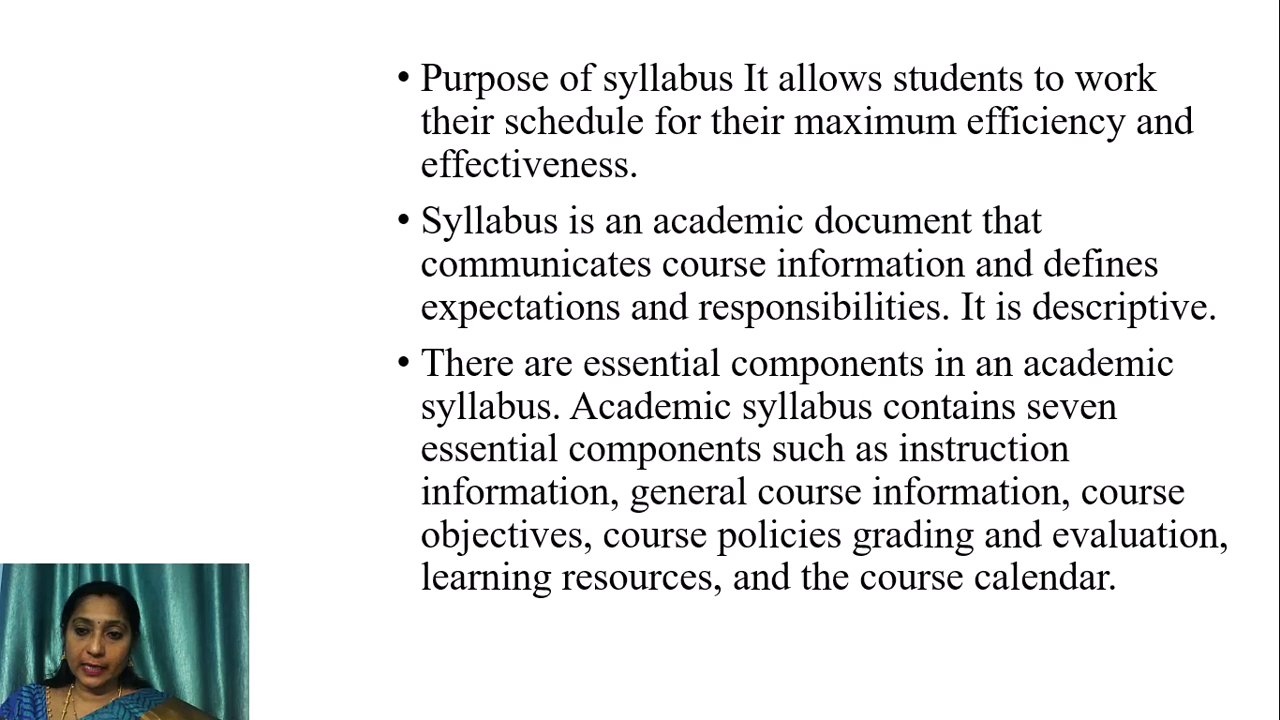 • Purpose of syllabus It allows students to work
their schedule for their maximum efficiency and
effectiveness.
• Syllabus is an academic document that
communicates course information and defines
expectations and responsibilities. It is descriptive.
• There are essential components in an academic
syllabus. Academic syllabus contains seven
essential components such as instruction
information, general course information, course
objectives, course policies grading and evaluation,
learning resources, and the course calendar.